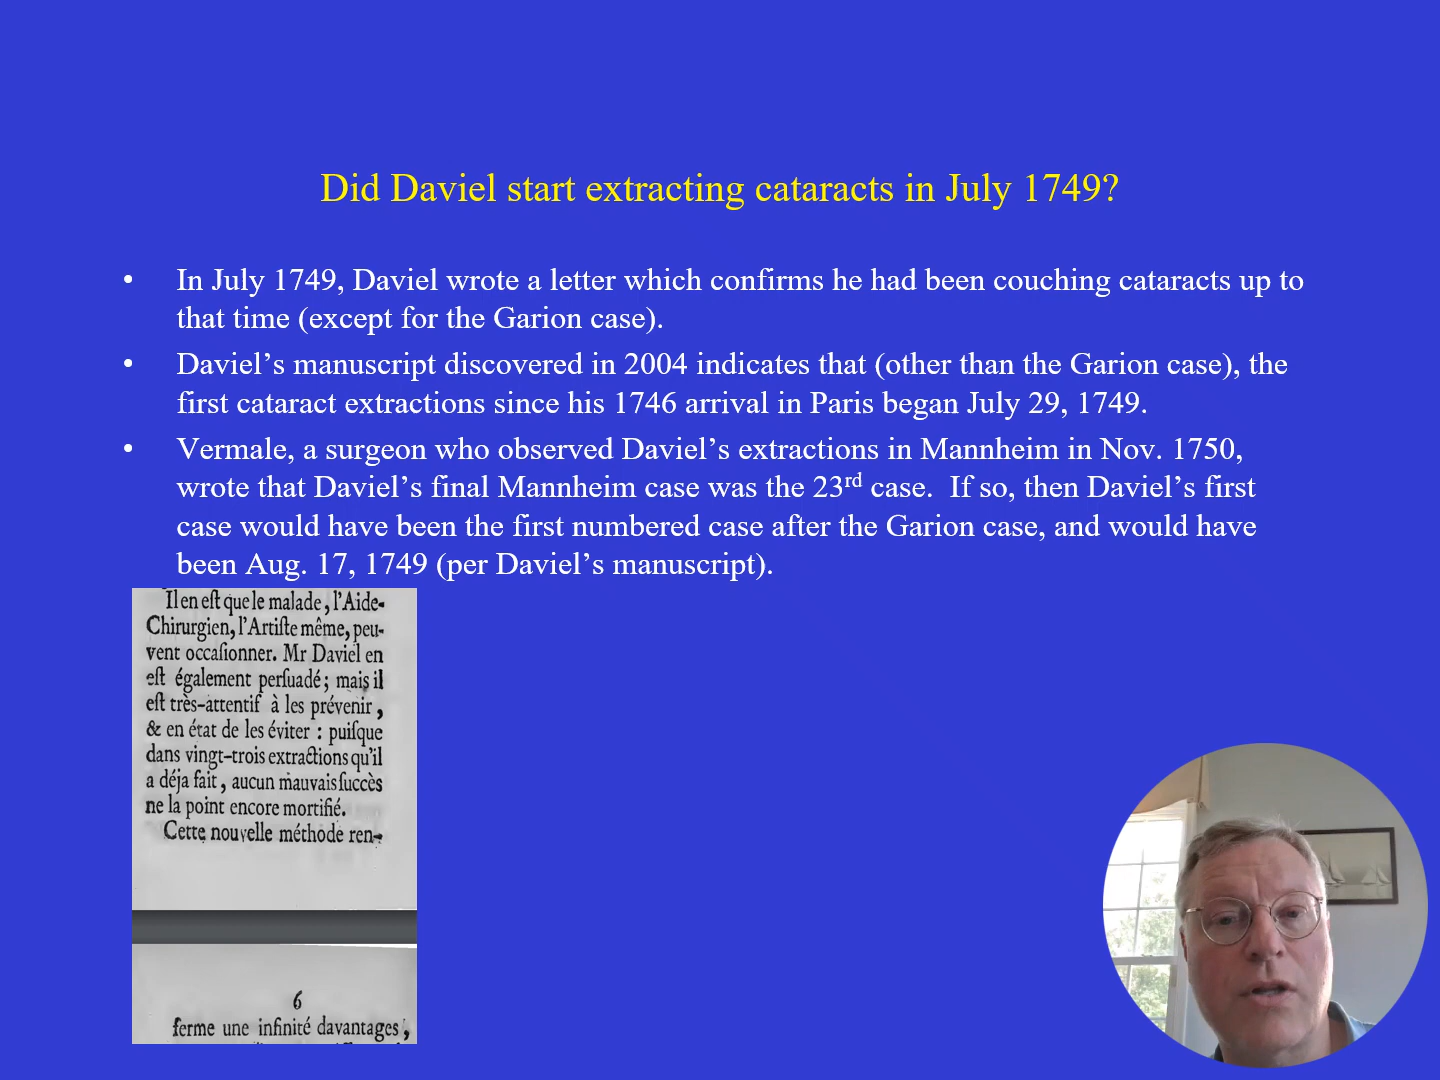 Did Daviel start extracting cataracts in July 1749?
• In July 1749, Daviel wrote a letter which confirms he had been couching cataracts up to
that time (except for the Garion case).
• Daviel’s manuscript discovered in 2004 indicates that (other than the Garion case), the
first cataract extractions since his 1746 arrival in Paris began July 29, 1749.
• Vermale, a surgeon who observed Daviel’s extractions in Mannheim in Nov. 1750,
wrote that Daviel’s final Mannheim case was the 23rd case.  If so, then Daviel’s first
case would have been the first numbered case after the Garion case, and would have
been Aug. 17, 1749 (per Daviel’s manuscript).
Il en eſt que le malade, l’Aide-
Chirurgien, l’Artiſte même, peu-
vent occaſionner. Mr Daviel en
eſt également perſuadé ; mais il
eſt très-attentif à les prévenir,
& en état de les éviter : puiſque
dans vingt-trois extractions qu’il
a déja fait, aucun mauvais ſuccès
ne la point encore mortifié.
Cette nouvelle méthode ren-
6
ferme une infinité davantages,